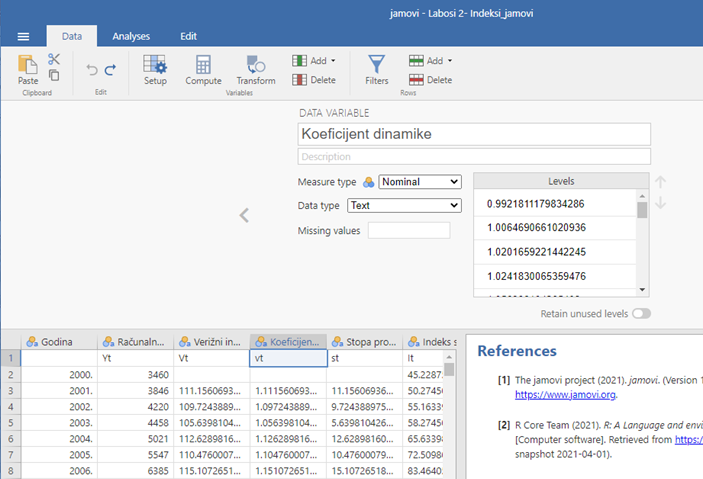 jamovi - Labosi 2- Indeksi_jamovi
Data Analyses Edit
Paste Setup Compute Transform Add Delete Filters Add Delete
Clipboard Edit Variables Rows
DATA VARIABLE
Koeficijent dinamike
Description
Measure type Nominal
Data type Text
Missing values
Levels
0.9921811179834286
1.0064690661020936
1.0201659221442245
1.0241830065359476
Retain unused levels
Godina Računaln... Verižni in... Koeficijen... Stopa pro... Indeks s
1 Yt Vt vt st It
2 2000. 3460 45.2287
3 2001. 3846 111.1560693... 1.111560693... 11.15606936... 50.27450
4 2002. 4220 109.7243889... 1.097243889... 9.724388975... 55.16339
5 2003. 4458 105.6398104... 1.056398104... 5.63981042... 58.27450
6 2004. 5021 112.6289816... 1.126289816... 12.62898160... 65.63398
7 2005. 5547 110.4760007... 1.104760007... 10.47600079... 72.50980
8 2006. 6385 115.1072651... 1.151072651... 15.10726518... 83.46405
References
[1] The jamovi project (2021). jamovi. (Version 1
https://www.jamovi.org.
[2] R Core Team (2021). R: A Language and envi
[Computer software]. Retrieved from https:/
snapshot 2021-04-01).